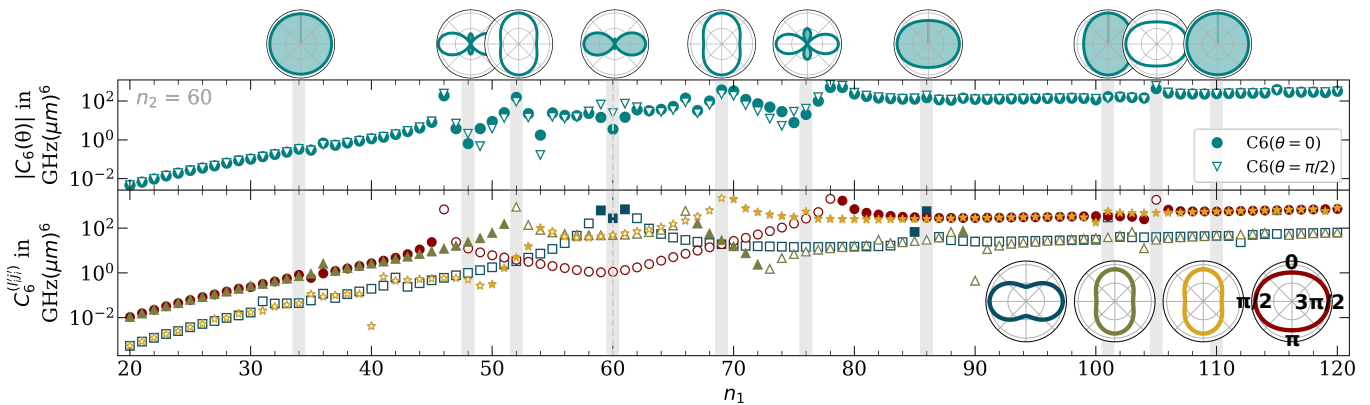 n₂ = 60
|C₆(θ)| in
GHz(μm)⁶
10²
10⁰
10⁻²
C6(θ = 0)
C6(θ = π/2)
C₆^(l′ᵢl′ⱼ) in
GHz(μm)⁶
10²
10⁰
10⁻²
0
π/2 3π/2
π
20 30 40 50 60 70 80 90 100 110 120
n₁